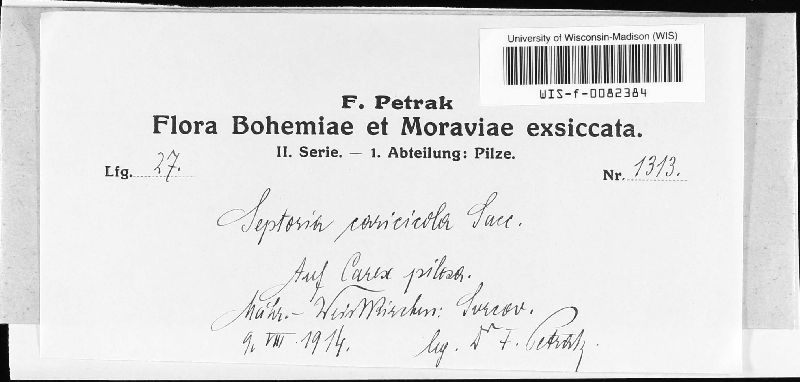 University of Wisconsin-Madison (WIS)
WIS-f-0082384
F. Petrak
Flora Bohemiae et Moraviae exsiccata.
II. Serie. — 1. Abteilung: Pilze.
Lfg. 27. Nr. 1313.
Septoria caricicola Sacc.
Auf Carex pilosa.
Mähr.-Weisskirchen: Svrcov.
9. VIII 1914. leg. Dr F. Petrak.